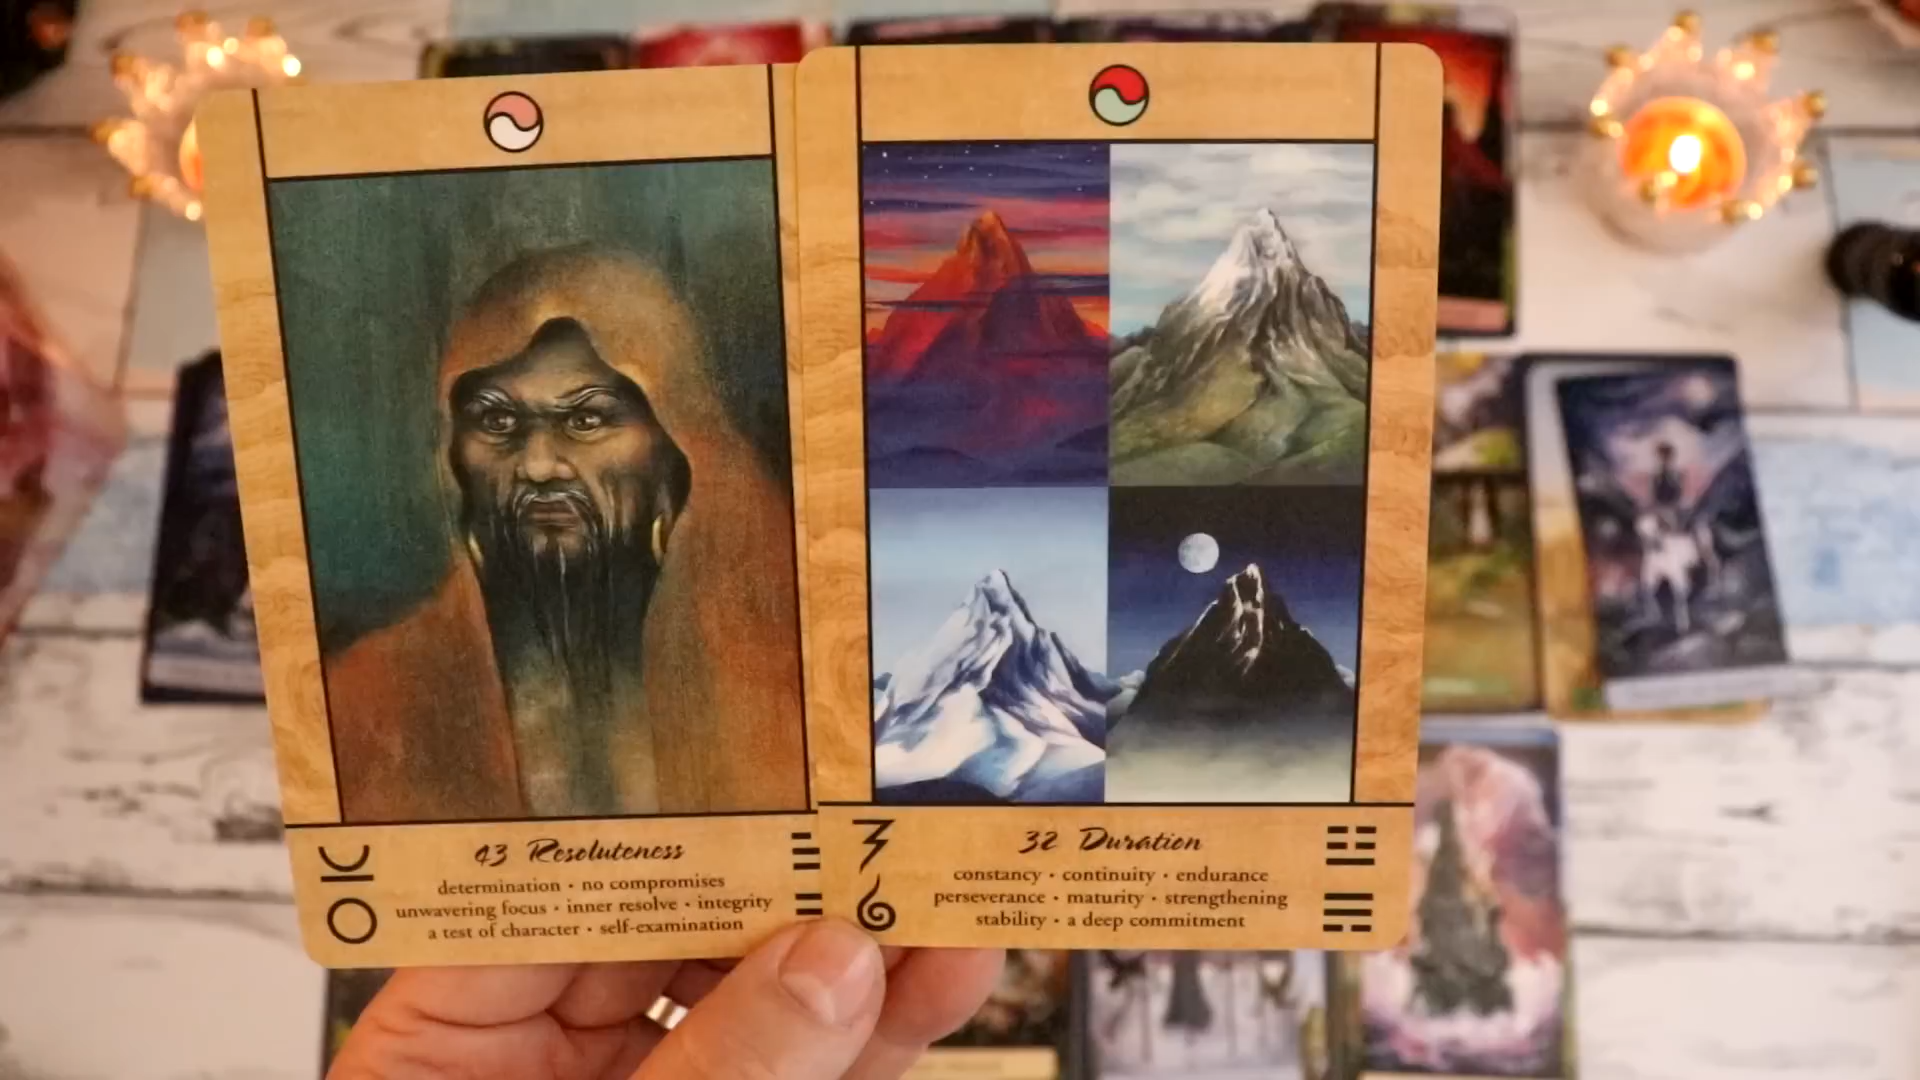 43 Resoluteness
determination • no compromises
unwavering focus • inner resolve • integrity
a test of character • self-examination
32 Duration
constancy • continuity • endurance
perseverance • maturity • strengthening
stability • a deep commitment